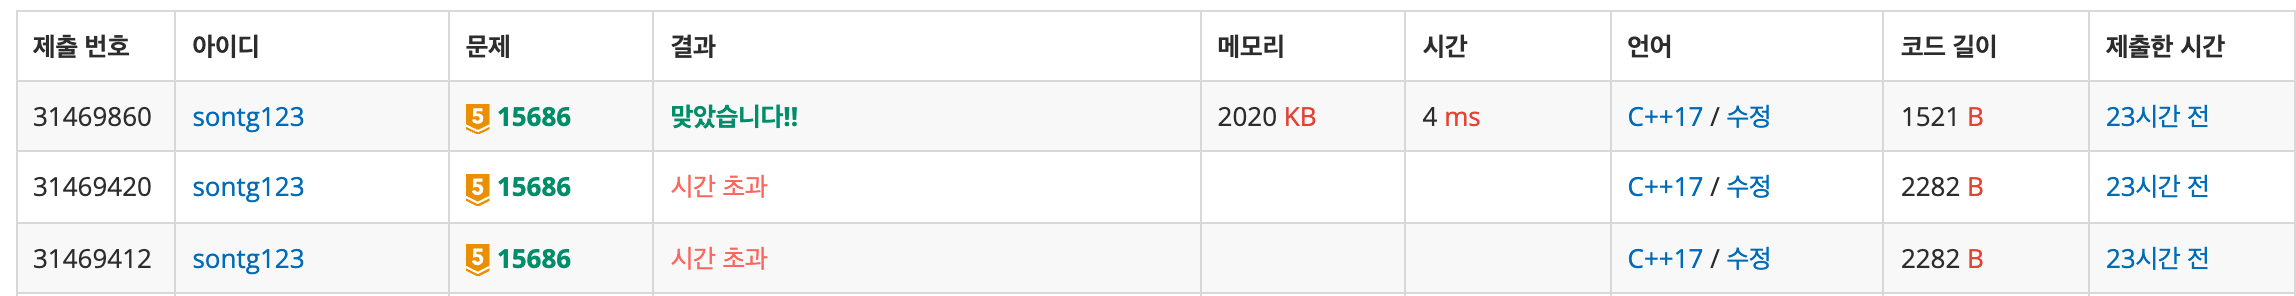 제출 번호 아이디 문제 결과 메모리 시간 언어 코드 길이 제출한 시간
31469860 sontg123 5 15686 맞았습니다!! 2020 KB 4 ms C++17 / 수정 1521 B 23시간 전
31469420 sontg123 5 15686 시간 초과 C++17 / 수정 2282 B 23시간 전
31469412 sontg123 5 15686 시간 초과 C++17 / 수정 2282 B 23시간 전